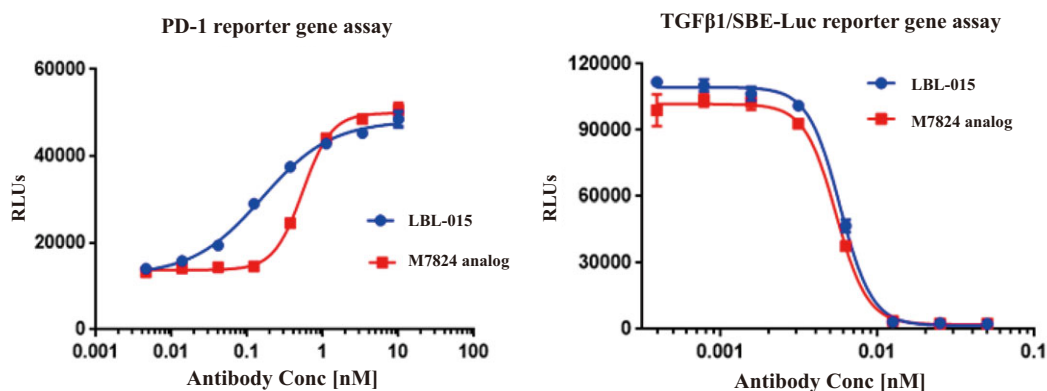 PD-1 reporter gene assay
60000
40000
20000
0
RLUs
LBL-015
M7824 analog
0.001 0.01 0.1 1 10 100
Antibody Conc [nM]
TGFβ1/SBE-Luc reporter gene assay
120000
90000
60000
30000
0
RLUs
LBL-015
M7824 analog
0.001 0.01 0.1
Antibody Conc [nM]